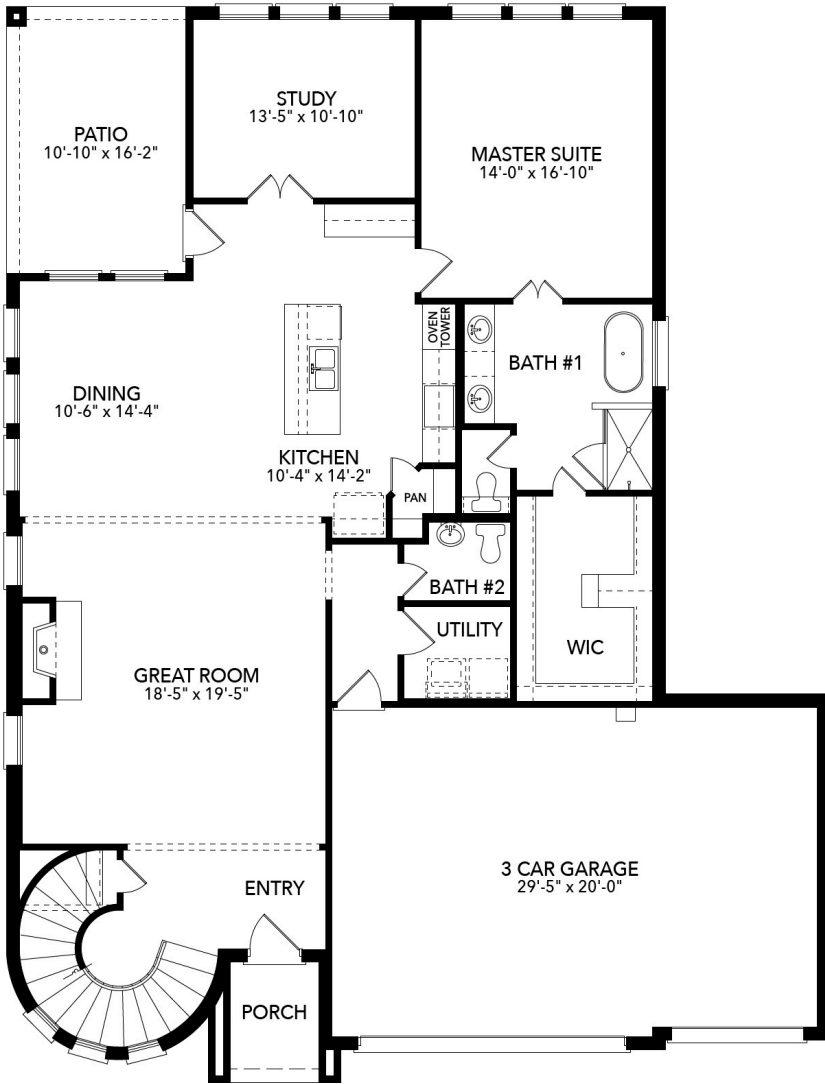 STUDY
13'-5" x 10'-10"
PATIO
10'-10" x 16'-2"
MASTER SUITE
14'-0" x 16'-10"
OVEN
TOWER
BATH #1
DINING
10'-6" x 14'-4"
KITCHEN
10'-4" x 14'-2"
PAN
BATH #2
UTILITY
WIC
GREAT ROOM
18'-5" x 19'-5"
3 CAR GARAGE
29'-5" x 20'-0"
ENTRY
PORCH